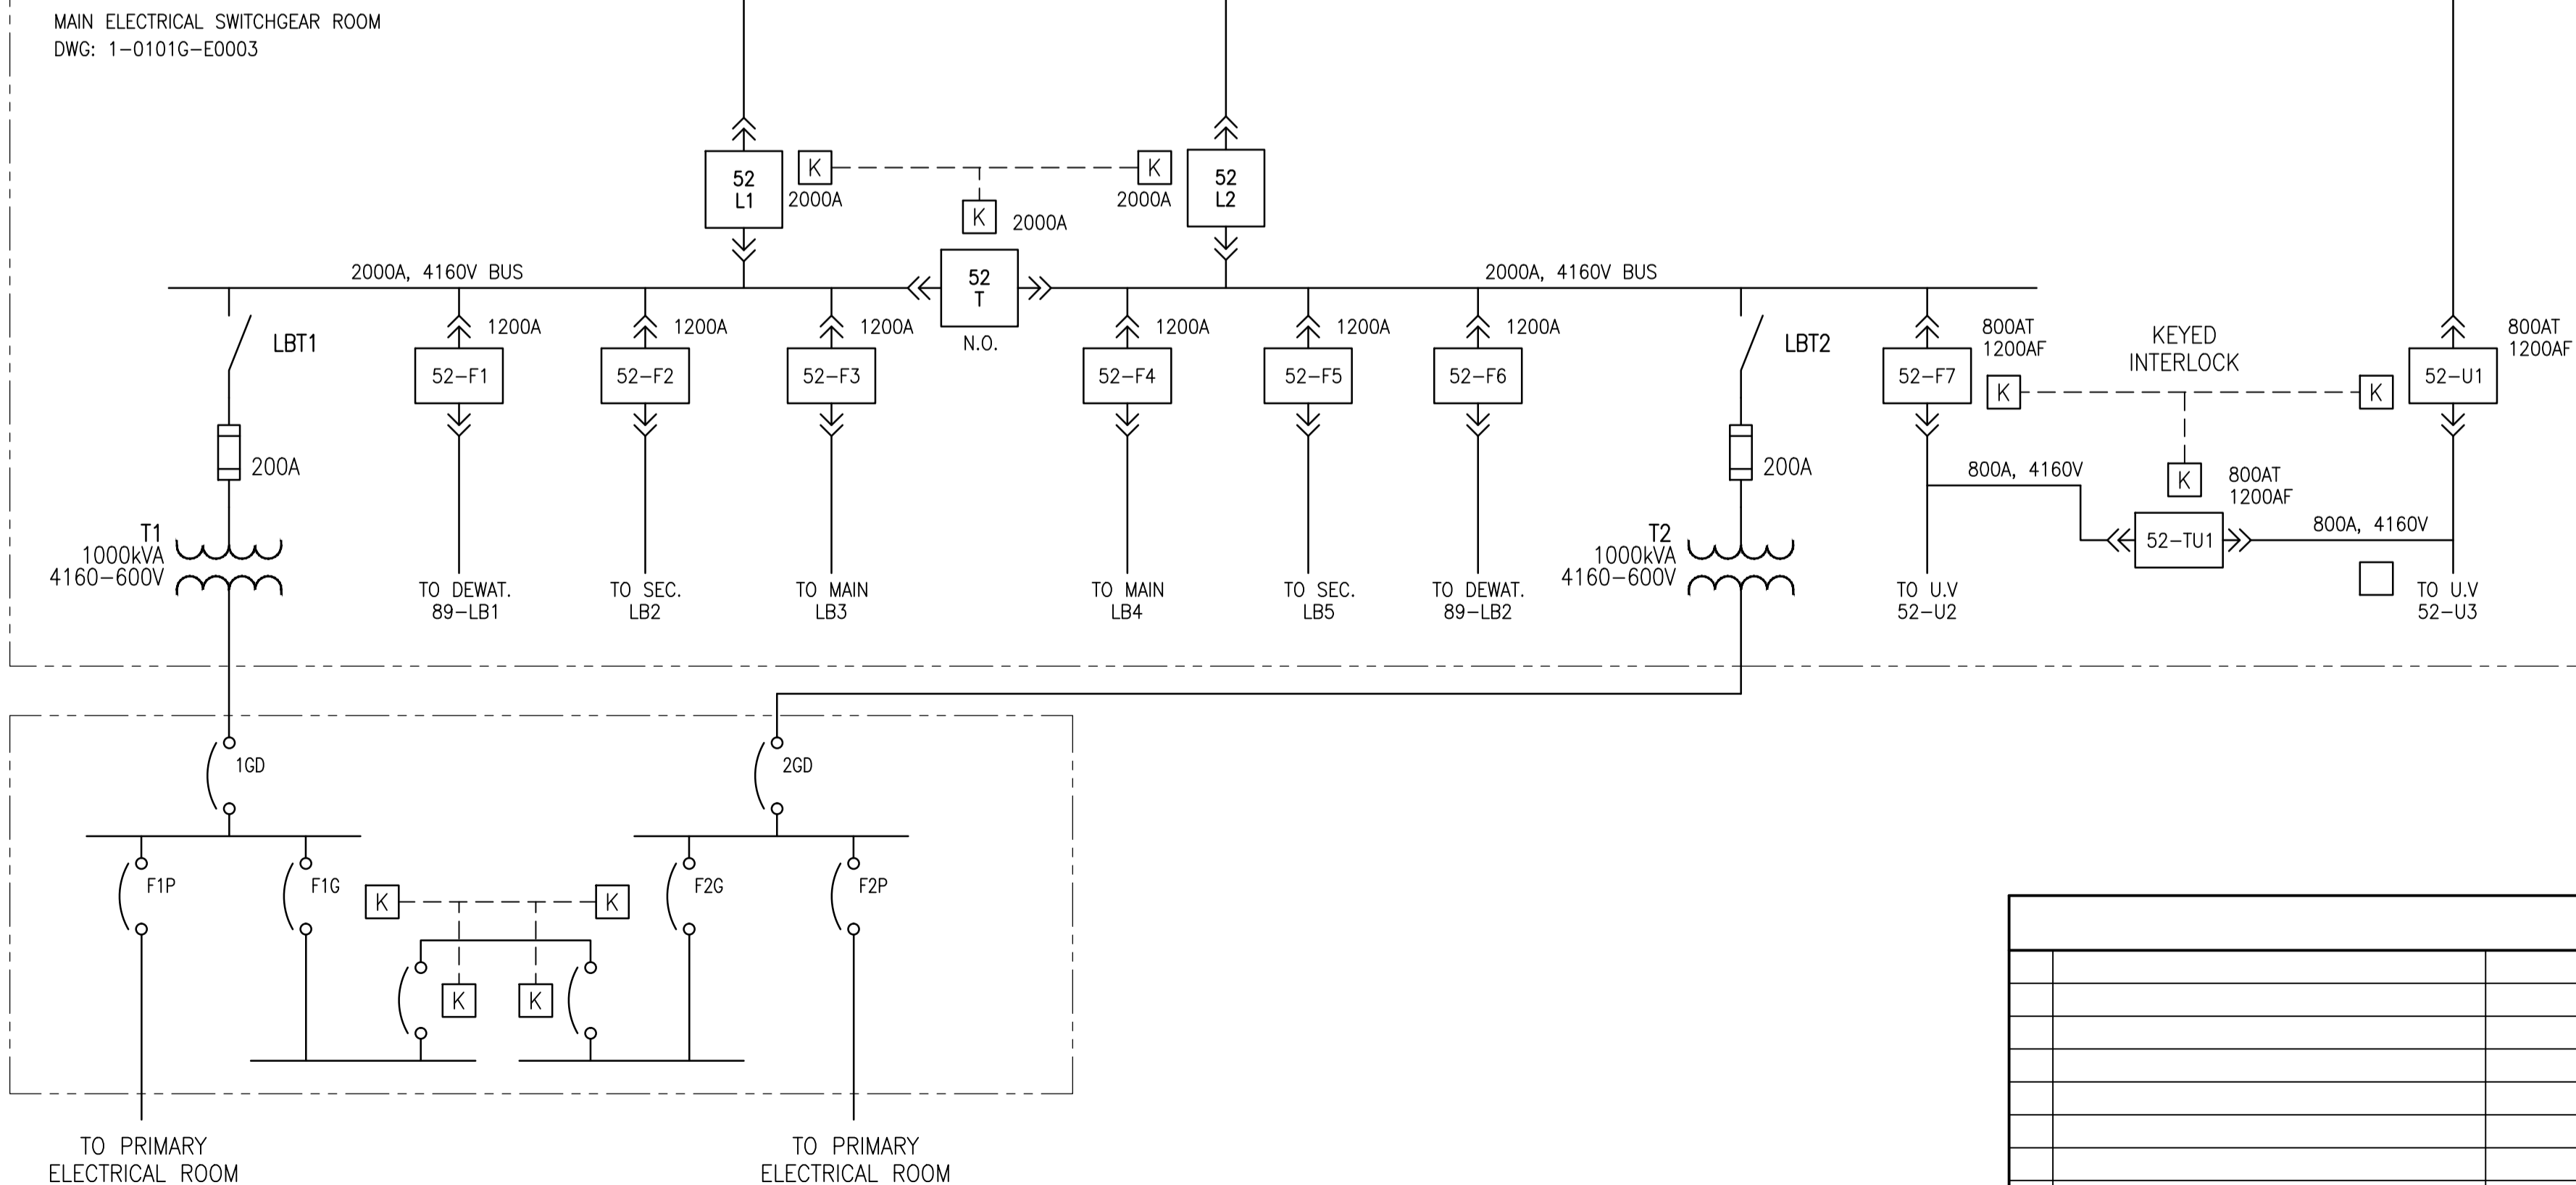 MAIN ELECTRICAL SWITCHGEAR ROOM
DWG: 1-0101G-E0003
52
L1
K
2000A
K
2000A
K
2000A
52
L2
2000A, 4160V BUS
52
T
N.O.
2000A, 4160V BUS
LBT1
200A
T1
1000kVA
4160-600V
1200A
52-F1
TO DEWAT.
89-LB1
1200A
52-F2
TO SEC.
LB2
1200A
52-F3
TO MAIN
LB3
1200A
52-F4
TO MAIN
LB4
1200A
52-F5
TO SEC.
LB5
1200A
52-F6
TO DEWAT.
89-LB2
LBT2
200A
T2
1000kVA
4160-600V
800AT
1200AF
52-F7
K
KEYED
INTERLOCK
K
800AT
1200AF
52-U1
800A, 4160V
K
800AT
1200AF
52-TU1
800A, 4160V
TO U.V
52-U2
TO U.V
52-U3
1GD
2GD
F1P
F1G
K
K
F2G
F2P
K
K
TO PRIMARY
ELECTRICAL ROOM
TO PRIMARY
ELECTRICAL ROOM